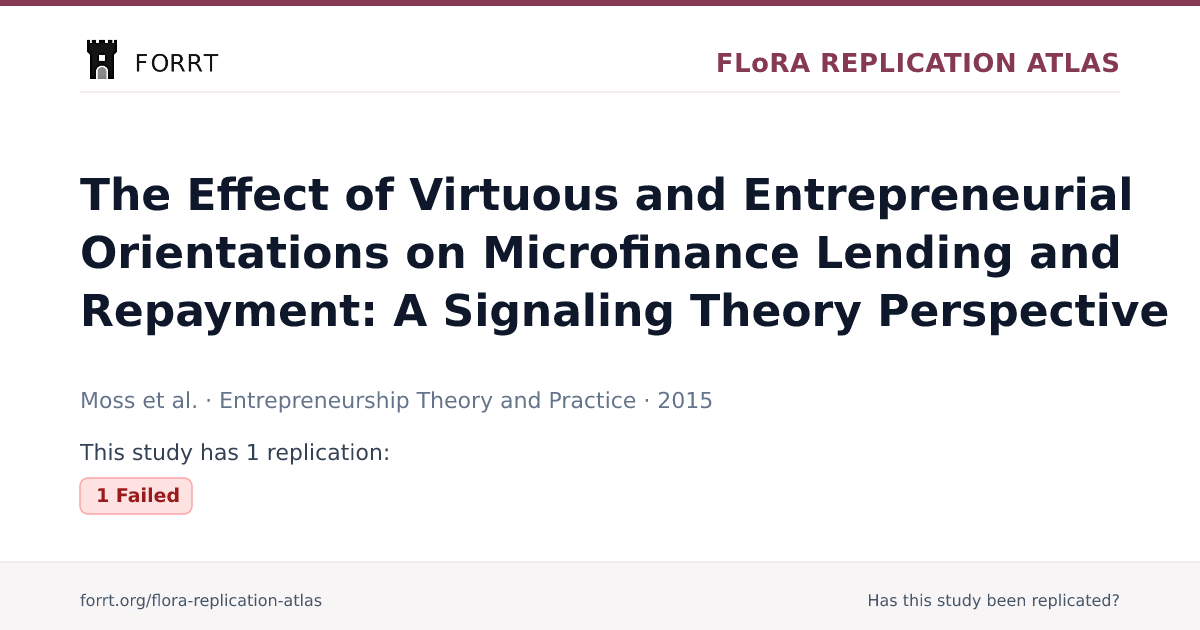 FORRT
FLoRA REPLICATION ATLAS
The Effect of Virtuous and Entrepreneurial
Orientations on Microfinance Lending and
Repayment: A Signaling Theory Perspective
Moss et al. · Entrepreneurship Theory and Practice · 2015
This study has 1 replication:
1 Failed
forrt.org/flora-replication-atlas
Has this study been replicated?